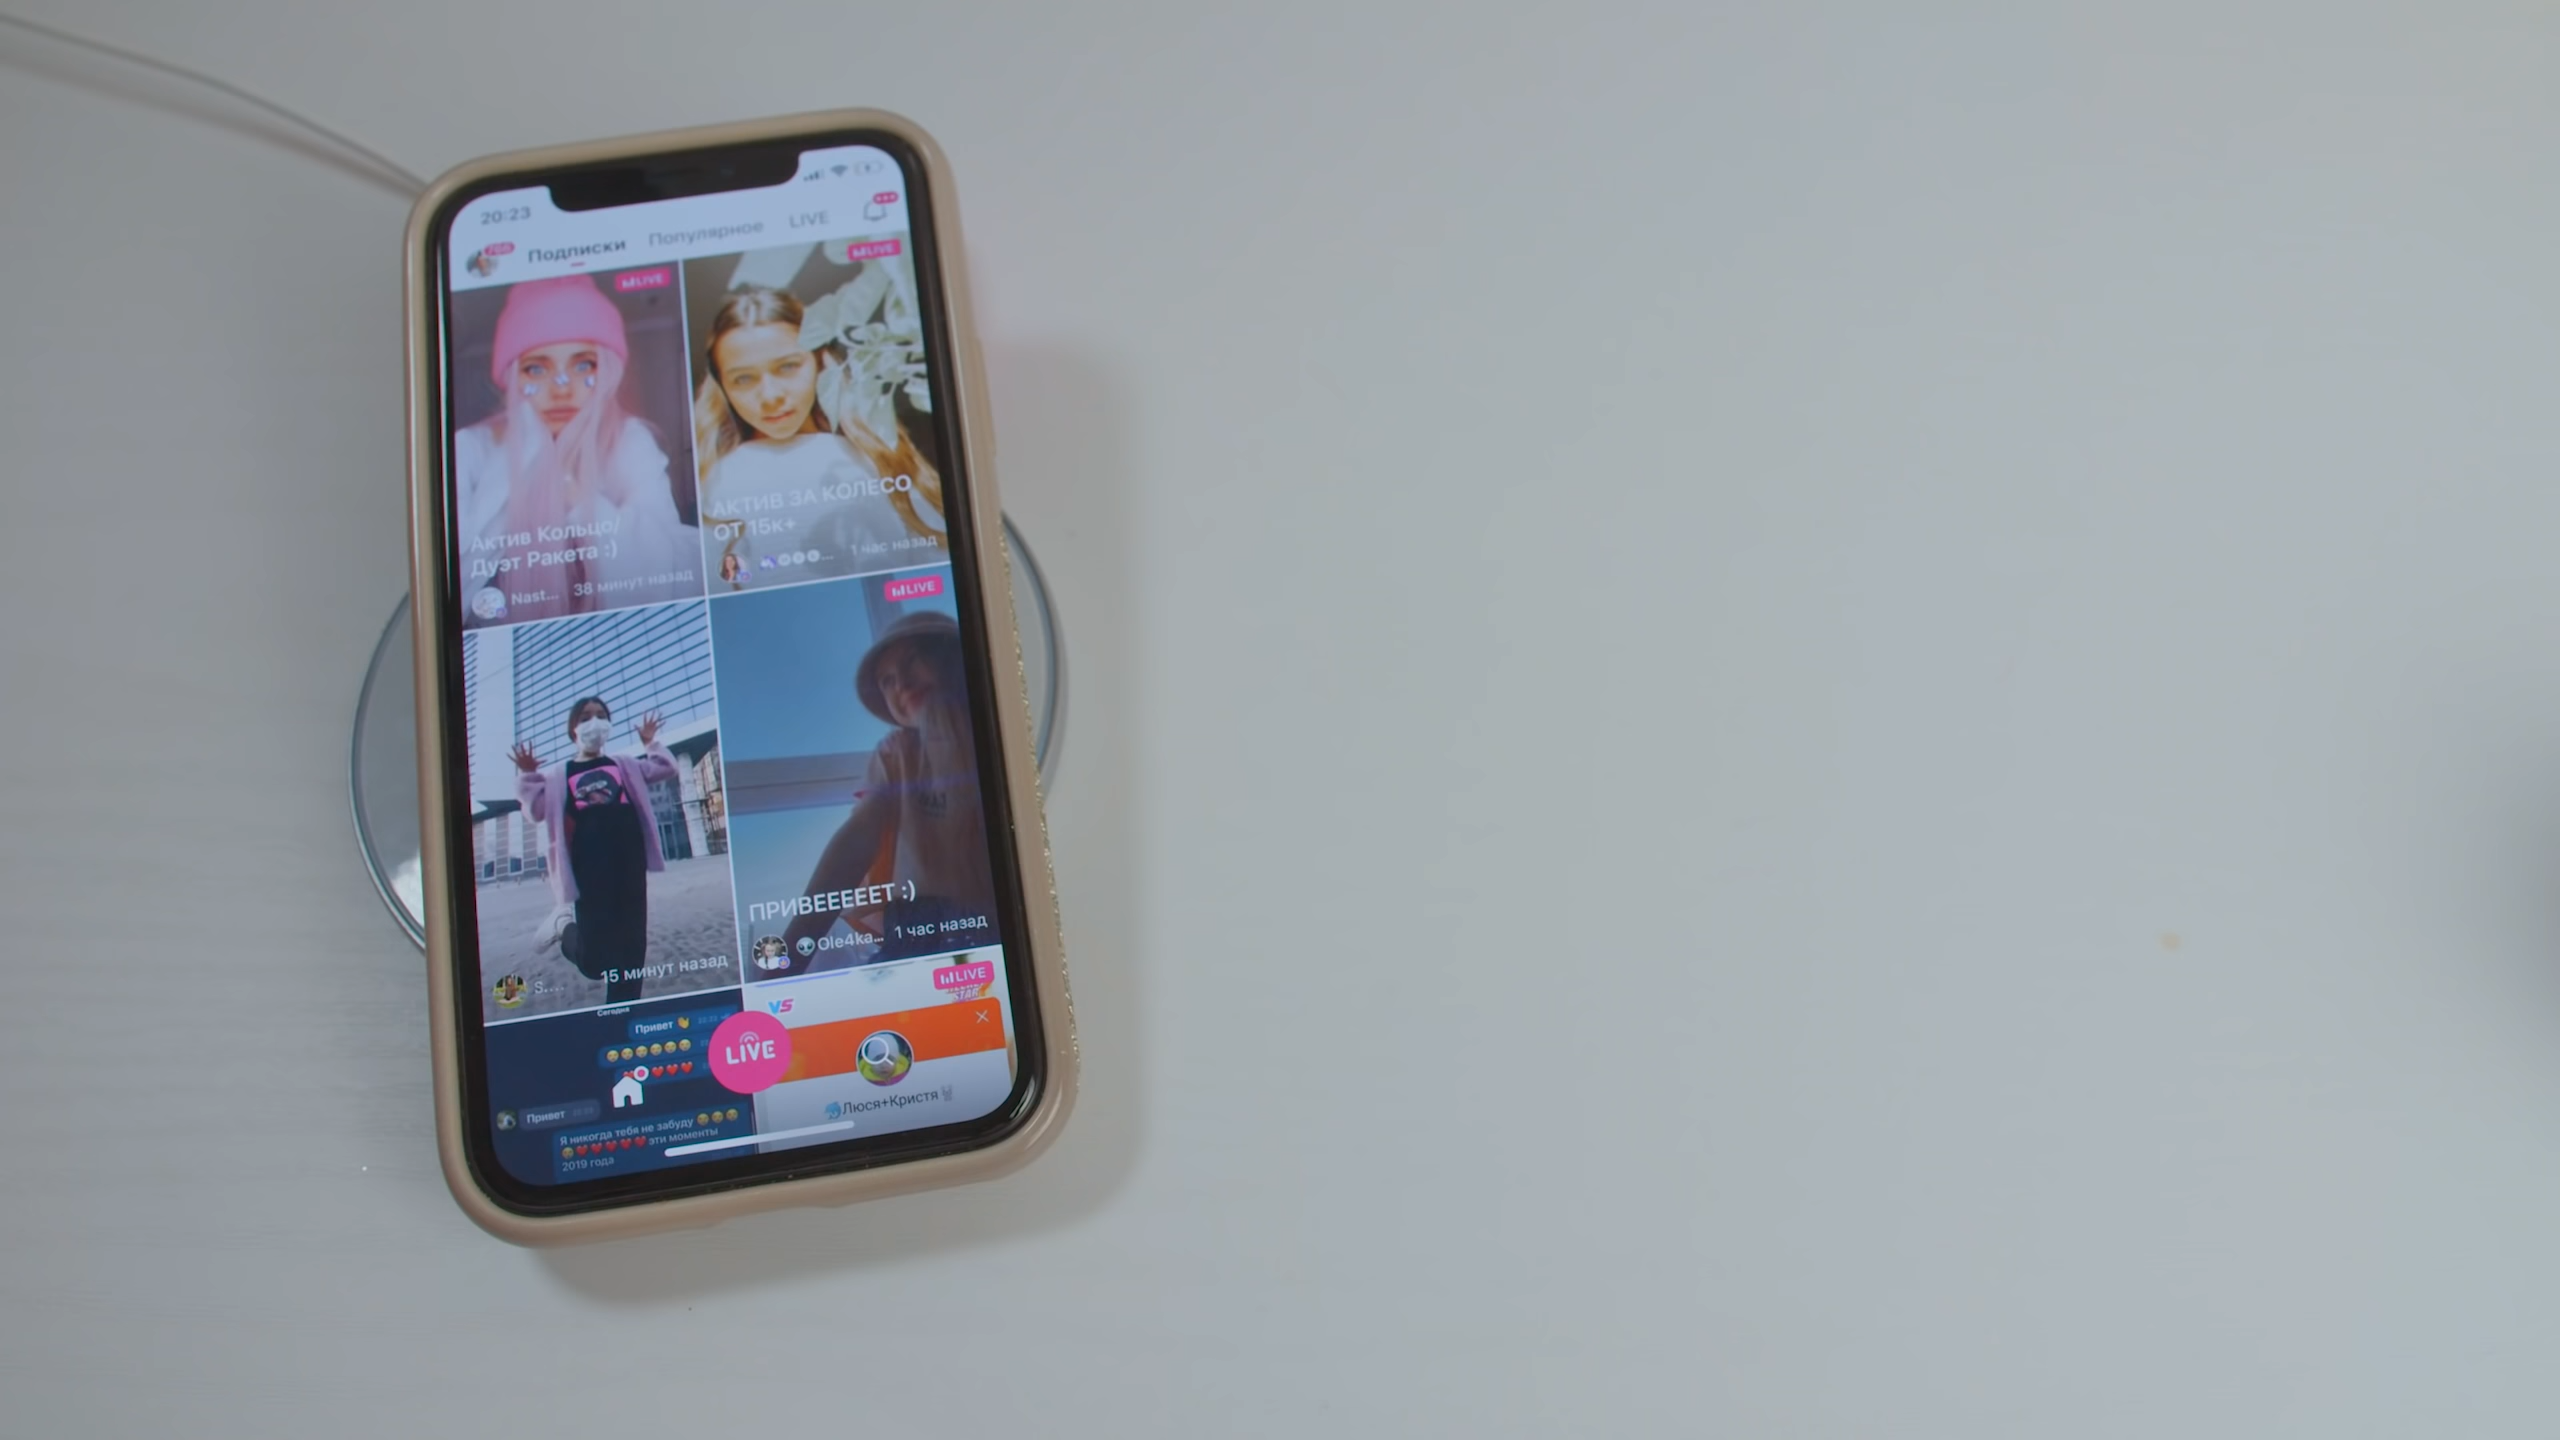 20:23
Подписки Популярное LIVE
LIVE
LIVE
Актив Кольцо/
Дуэт Ракета :)
Nast... 38 минут назад
АКТИВ ЗА КОЛЕСО
ОТ 15к+
1 час назад
LIVE
S.... 15 минут назад
ПРИВЕЕЕЕЕТ :)
Ole4ka... 1 час назад
Сегодня
Привет
Привет
Я никогда тебя не забуду
эти моменты
2019 года
LIVE
LIVE
VS
STAR
Люся+Кристя